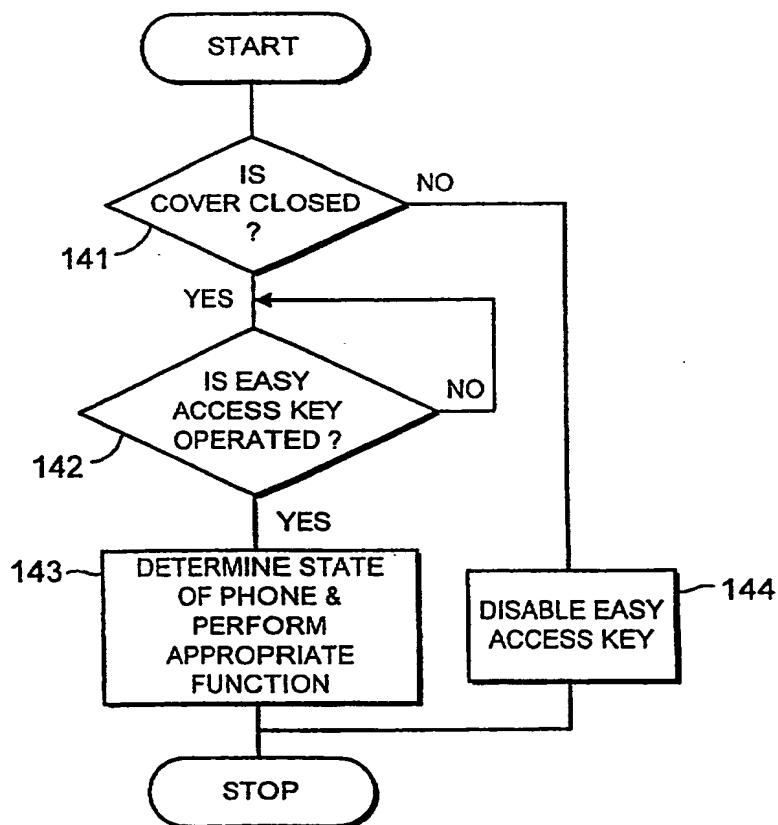 START
IS
COVER CLOSED
?
NO
141
YES
IS EASY
ACCESS KEY
OPERATED ?
NO
142
YES
143
DETERMINE STATE
OF PHONE &
PERFORM
APPROPRIATE
FUNCTION
DISABLE EASY
ACCESS KEY
144
STOP